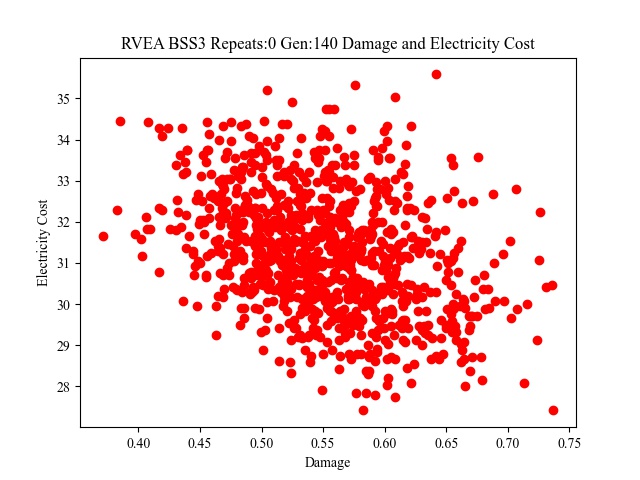 RVEA BSS3 Repeats:0 Gen:140 Damage and Electricity Cost
35
34
33
32
31
30
29
28
Electricity Cost
0.40 0.45 0.50 0.55 0.60 0.65 0.70 0.75
Damage